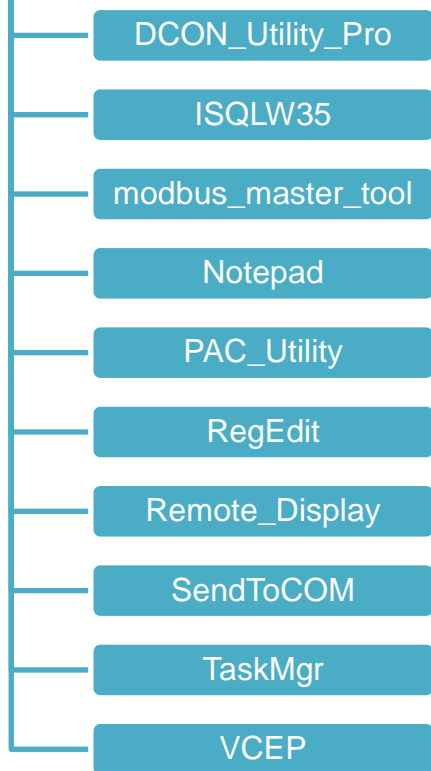 DCON_Utility_Pro
ISQLW35
modbus_master_tool
Notepad
PAC_Utility
RegEdit
Remote_Display
SendToCOM
TaskMgr
VCEP